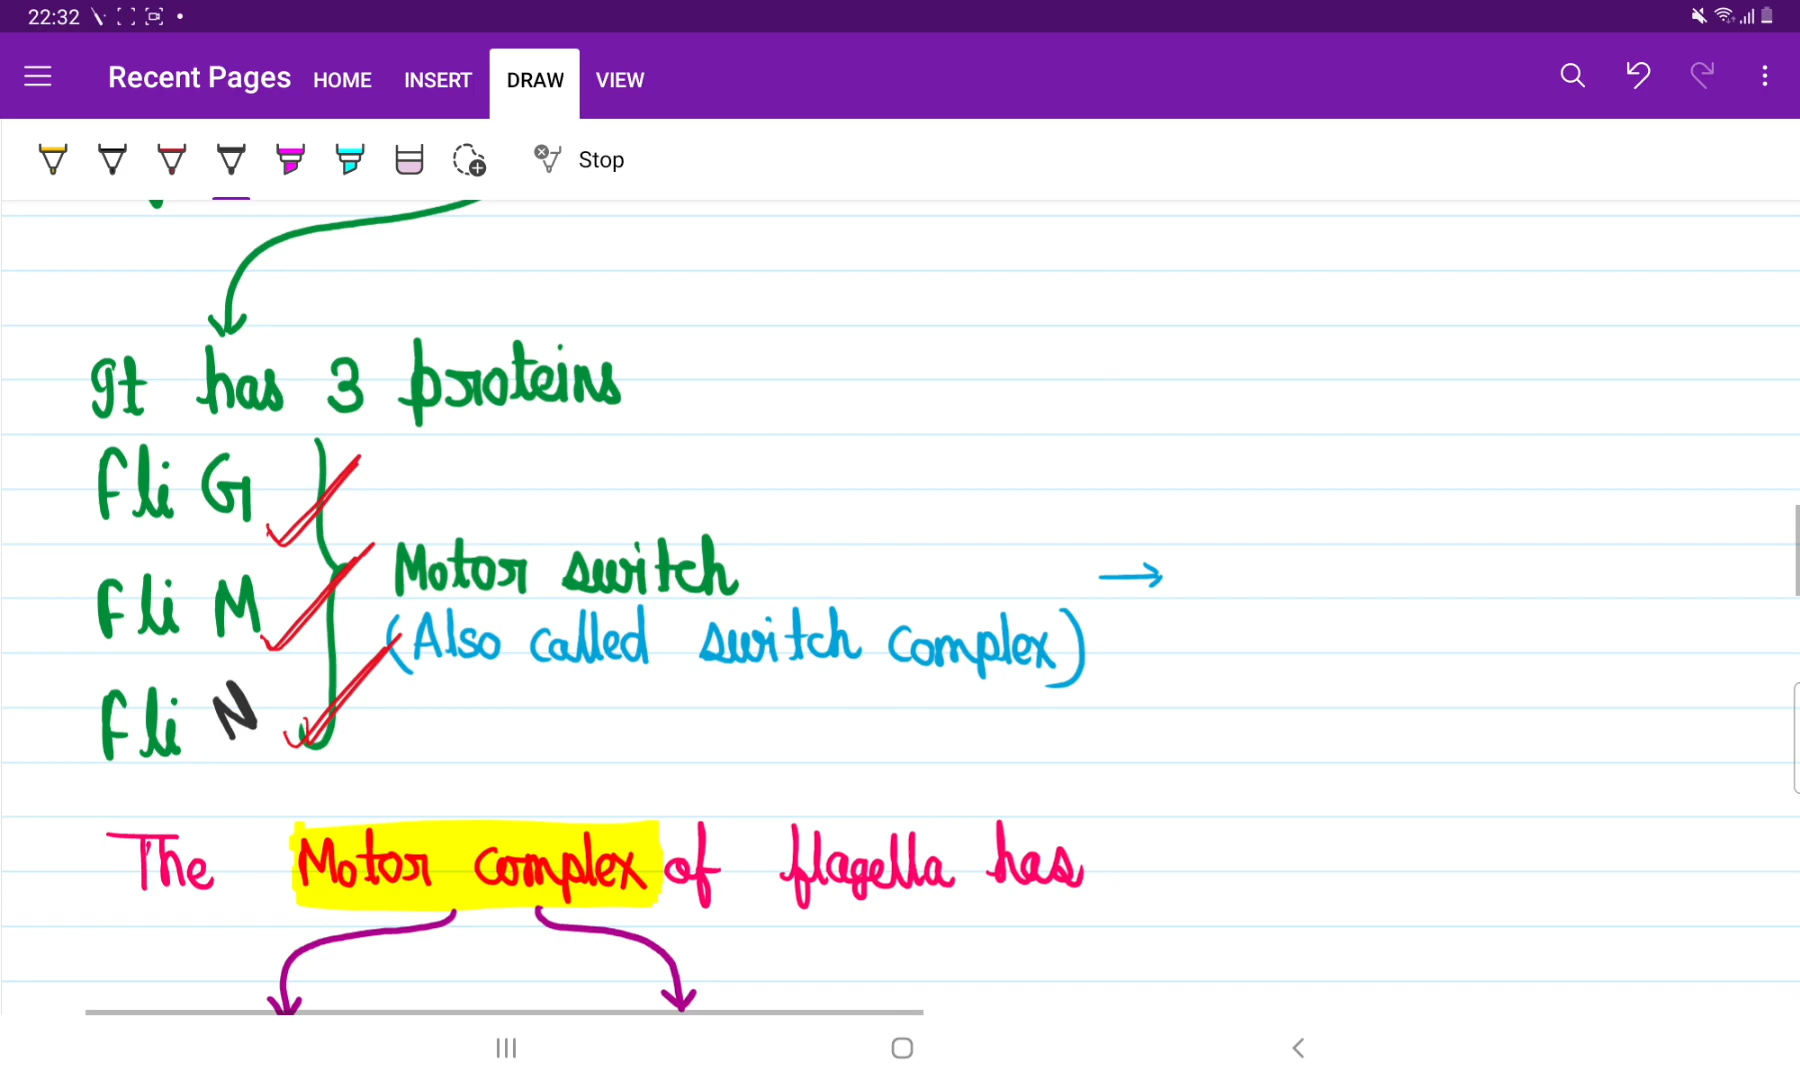 22:32
Recent Pages HOME INSERT DRAW VIEW
Stop
It has 3 proteins
Fli G
Fli M
Motor switch
(Also called switch complex)
Fli N
The Motor complex of flagella has